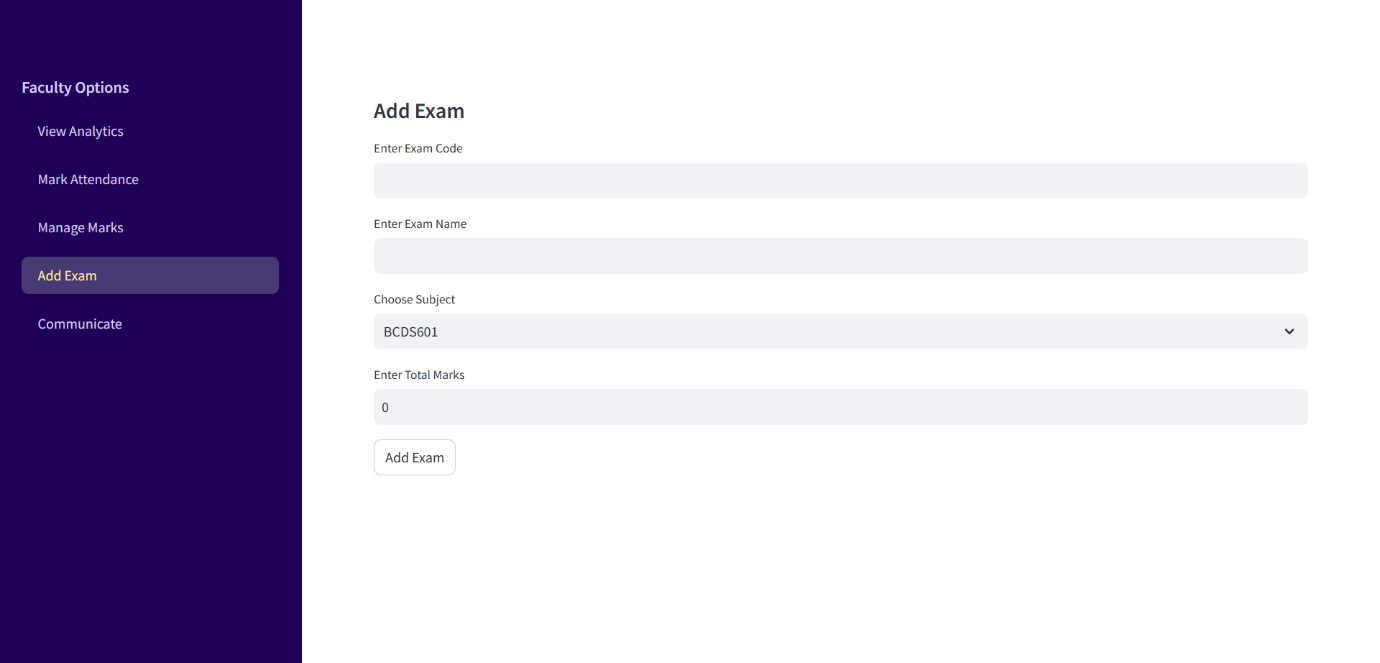 Faculty Options
View Analytics
Mark Attendance
Manage Marks
Add Exam
Communicate
Add Exam
Enter Exam Code
Enter Exam Name
Choose Subject
BCDS601
Enter Total Marks
0
Add Exam